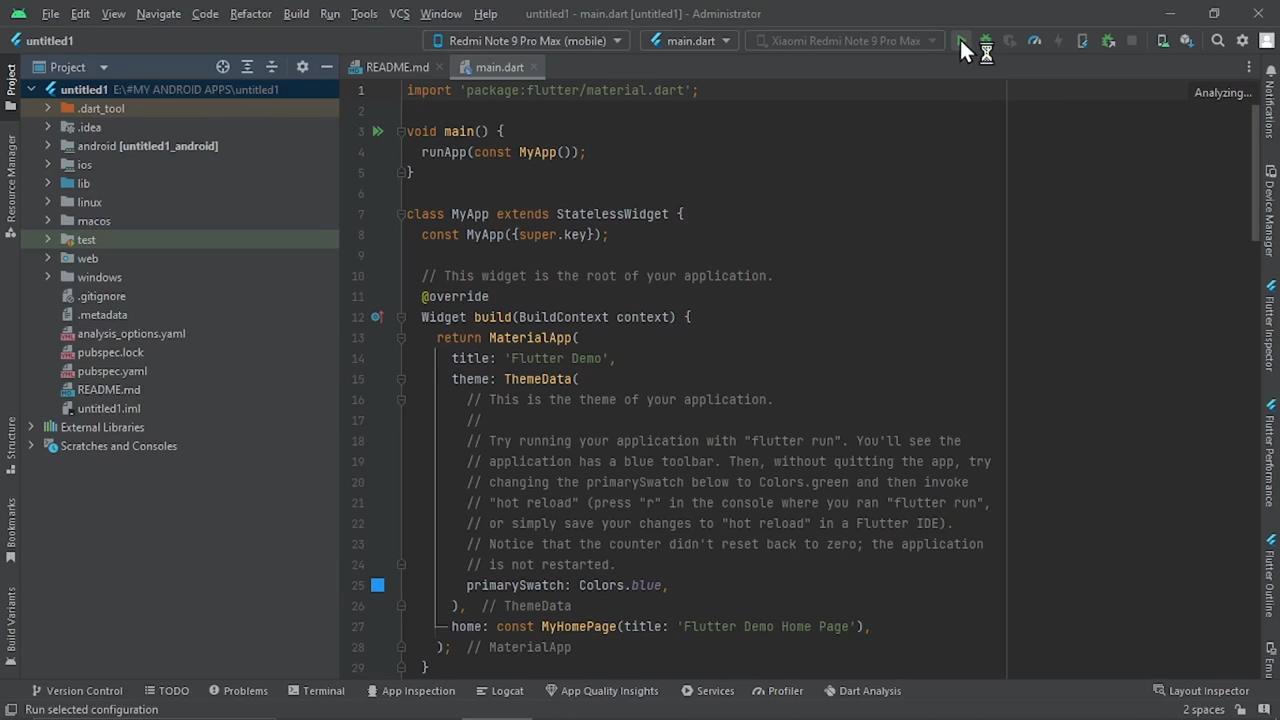 File Edit View Navigate Code Refactor Build Run Tools VCS Window Help untitled1 - main.dart [untitled1] - Administrator
untitled1 Redmi Note 9 Pro Max (mobile) main.dart Xiaomi Redmi Note 9 Pro Max
Project README.md main.dart
untitled1 E:\#MY ANDROID APPS\untitled1
.dart_tool
.idea
android [untitled1_android]
ios
lib
linux
macos
test
web
windows
.gitignore
.metadata
analysis_options.yaml
pubspec.lock
pubspec.yaml
README.md
untitled1.iml
External Libraries
Scratches and Consoles
Project
Resource Manager
Structure
Bookmarks
Build Variants
1 import 'package:flutter/material.dart';
2
3 void main() {
4 runApp(const MyApp());
5 }
6
7 class MyApp extends StatelessWidget {
8 const MyApp({super.key});
9
10 // This widget is the root of your application.
11 @override
12 Widget build(BuildContext context) {
13 return MaterialApp(
14 title: 'Flutter Demo',
15 theme: ThemeData(
16 // This is the theme of your application.
17 //
18 // Try running your application with "flutter run". You'll see the
19 // application has a blue toolbar. Then, without quitting the app, try
20 // changing the primarySwatch below to Colors.green and then invoke
21 // "hot reload" (press "r" in the console where you ran "flutter run",
22 // or simply save your changes to "hot reload" in a Flutter IDE).
23 // Notice that the counter didn't reset back to zero; the application
24 // is not restarted.
25 primarySwatch: Colors.blue,
26 ), // ThemeData
27 home: const MyHomePage(title: 'Flutter Demo Home Page'),
28 ); // MaterialApp
29 }
Analyzing...
Notifications
Device Manager
Flutter Inspector
Flutter Performance
Flutter Outline
Version Control TODO Problems Terminal App Inspection Logcat App Quality Insights Services Profiler Dart Analysis Layout Inspector
Run selected configuration 2 spaces